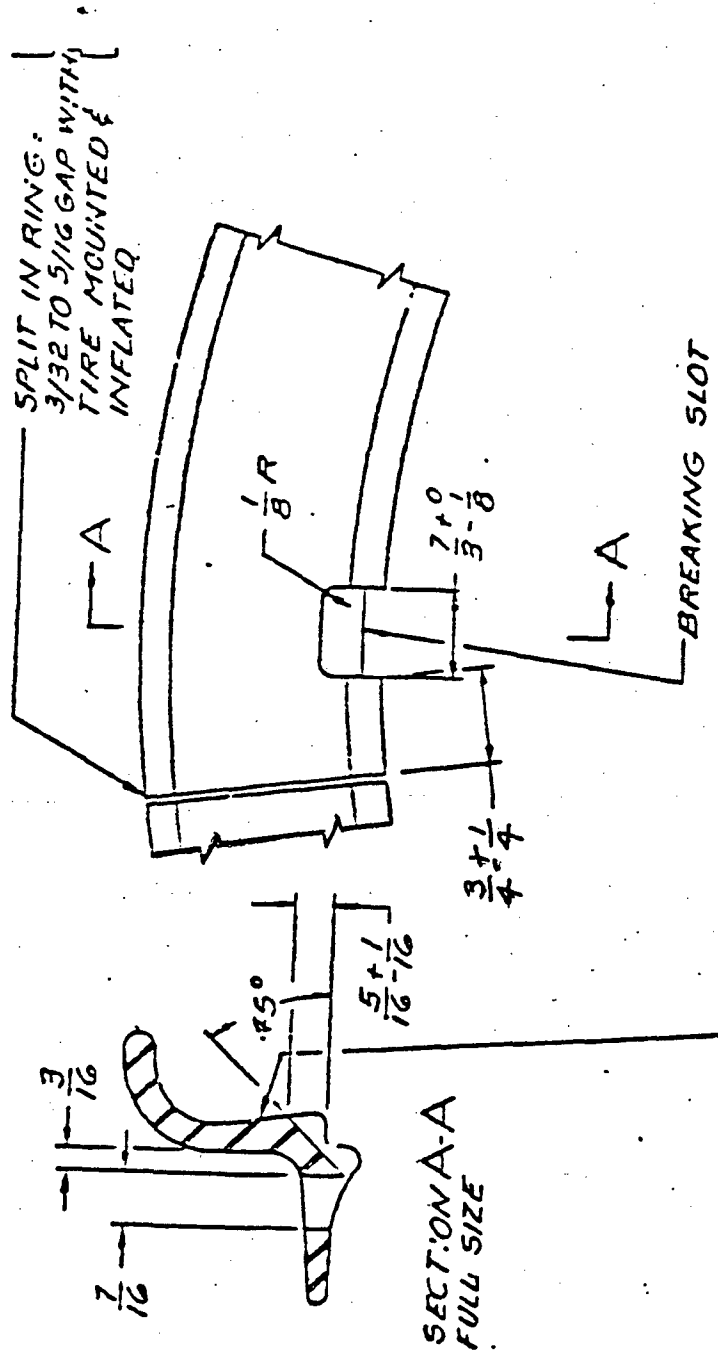 SPLIT IN RING:
3/32 TO 5/16 GAP WITH
TIRE MOUNTED &
INFLATED
A
1/8 R
7/3 +0 -1/8
A
BREAKING SLOT
3/4 +- 1/4
3/16
7/16
45°
5/16 +- 1/16
SECTION A-A
FULL SIZE